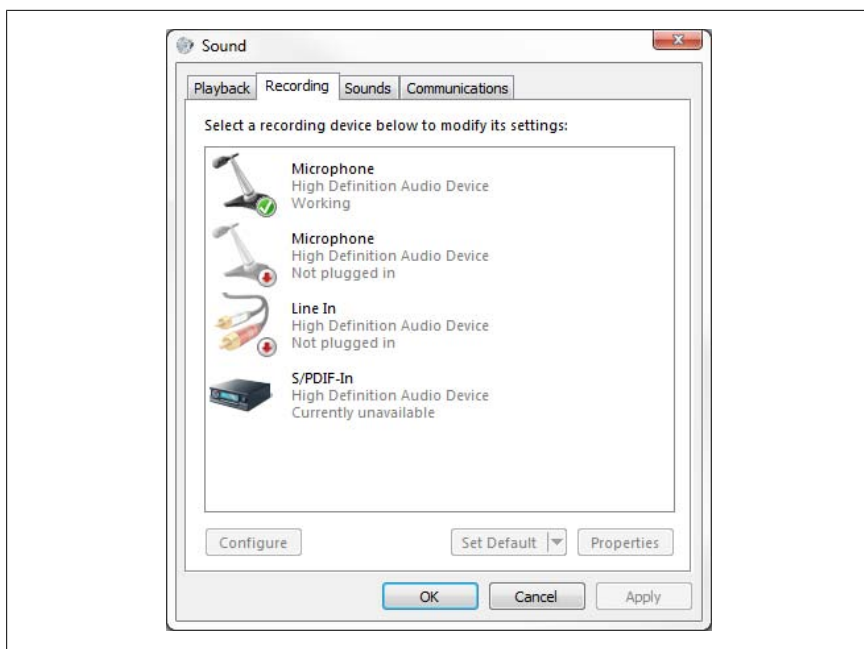 Sound
Playback Recording Sounds Communications
Select a recording device below to modify its settings:
Microphone
High Definition Audio Device
Working
Microphone
High Definition Audio Device
Not plugged in
Line In
High Definition Audio Device
Not plugged in
S/PDIF-In
High Definition Audio Device
Currently unavailable
Configure Set Default Properties
OK Cancel Apply